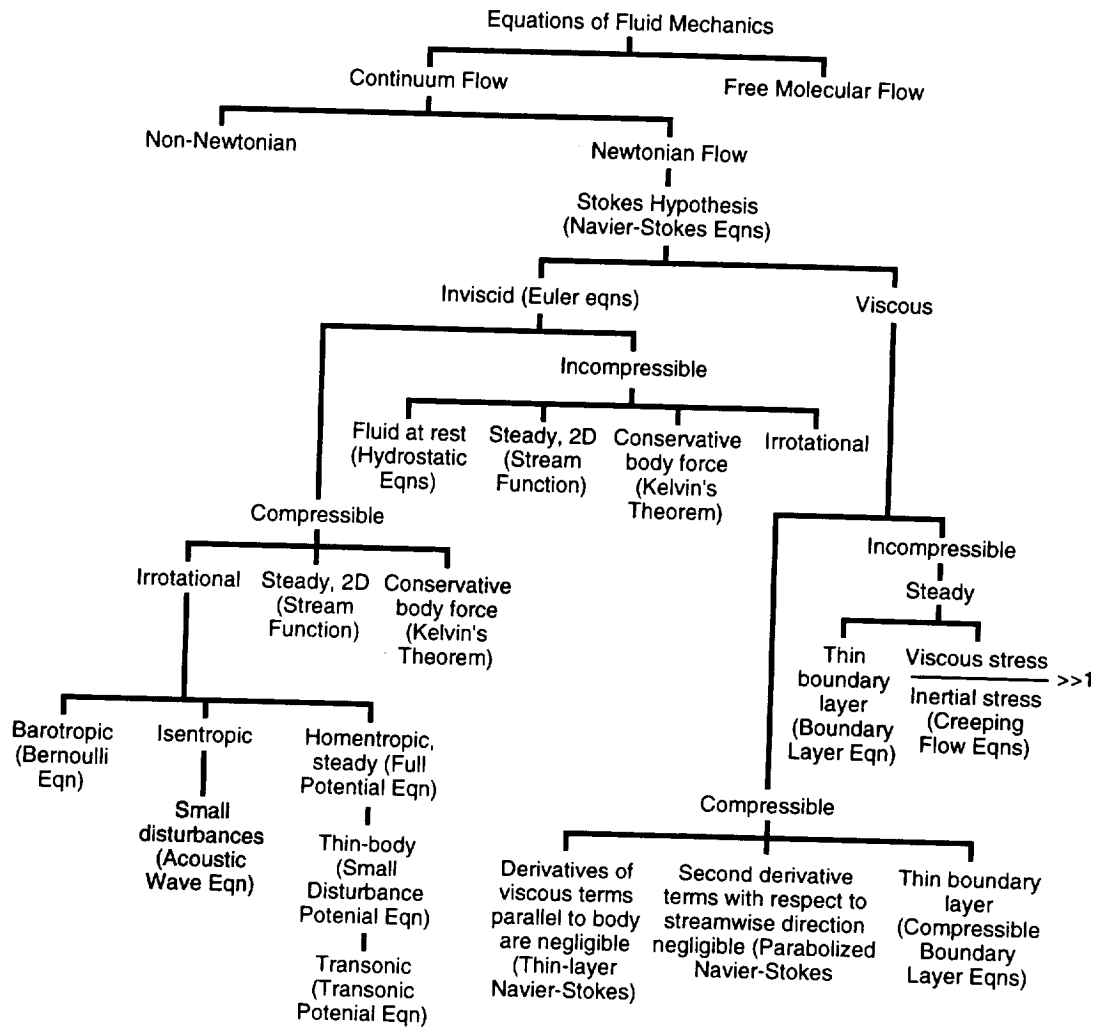 Equations of Fluid Mechanics
Continuum Flow
Free Molecular Flow
Non-Newtonian
Newtonian Flow
Stokes Hypothesis
(Navier-Stokes Eqns)
Inviscid (Euler eqns)
Viscous
Incompressible
Fluid at rest
(Hydrostatic
Eqns)
Steady, 2D
(Stream
Function)
Conservative
body force
(Kelvin's
Theorem)
Irrotational
Compressible
Irrotational
Steady, 2D
(Stream
Function)
Conservative
body force
(Kelvin's
Theorem)
Incompressible
Steady
Thin
boundary
layer
(Boundary
Layer Eqn)
Viscous stress
Inertial stress
>>1
(Creeping
Flow Eqns)
Barotropic
(Bernoulli
Eqn)
Isentropic
Homentropic,
steady (Full
Potential Eqn)
Small
disturbances
(Acoustic
Wave Eqn)
Thin-body
(Small
Disturbance
Potenial Eqn)
Transonic
(Transonic
Potenial Eqn)
Compressible
Derivatives of
viscous terms
parallel to body
are negligible
(Thin-layer
Navier-Stokes)
Second derivative
terms with respect to
streamwise direction
negligible (Parabolized
Navier-Stokes
Thin boundary
layer
(Compressible
Boundary
Layer Eqns)